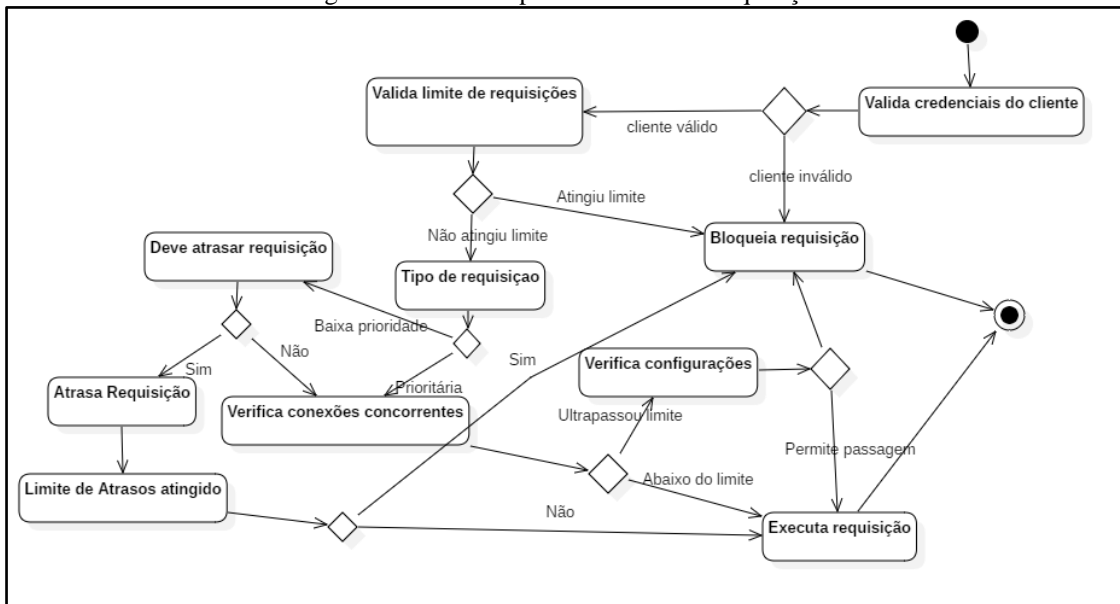 Valida limite de requisições
Valida credenciais do cliente
cliente válido
cliente inválido
Atingiu limite
Não atingiu limite
Bloqueia requisição
Deve atrasar requisição
Tipo de requisiçao
Baixa prioridade
Não
Sim
Sim
Verifica configurações
Atrasa Requisição
Prioritária
Verifica conexões concorrentes
Ultrapassou limite
Permite passagem
Limite de Atrasos atingido
Abaixo do limite
Não
Executa requisição